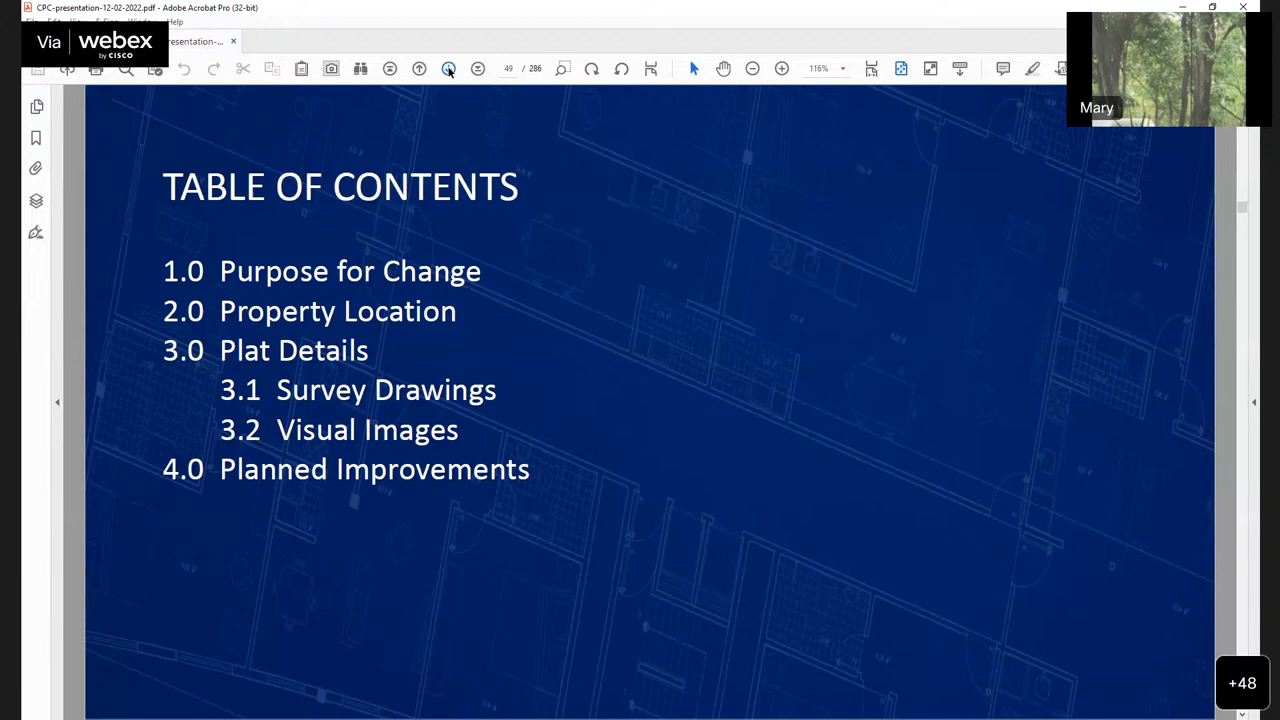 CPC-presentation-12-02-2022.pdf - Adobe Acrobat Pro (32-bit)
Help
Via webex
by CISCO
resentation-...
49 / 286
116%
Mary
TABLE OF CONTENTS
1.0 Purpose for Change
2.0 Property Location
3.0 Plat Details
3.1 Survey Drawings
3.2 Visual Images
4.0 Planned Improvements
+48